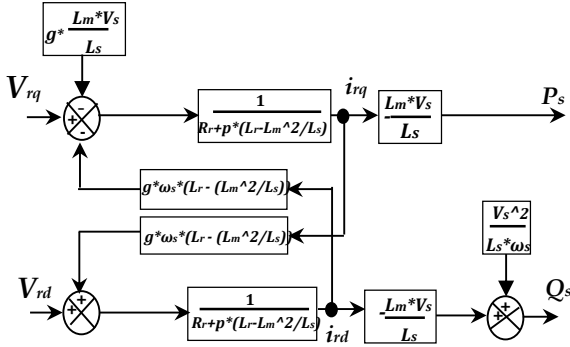 g* Lm*Vs
Ls
Vrq
+
-
-
1
Rr+p*(Lr-Lm^2/Ls)
irq
-Lm*Vs
Ls
Ps
g*ωs*(Lr - (Lm^2/Ls))
g*ωs*(Lr - (Lm^2/Ls))
Vs^2
Ls*ωs
Vrd
+
+
1
Rr+p*(Lr-Lm^2/Ls)
ird
-Lm*Vs
Ls
+
+
Qs